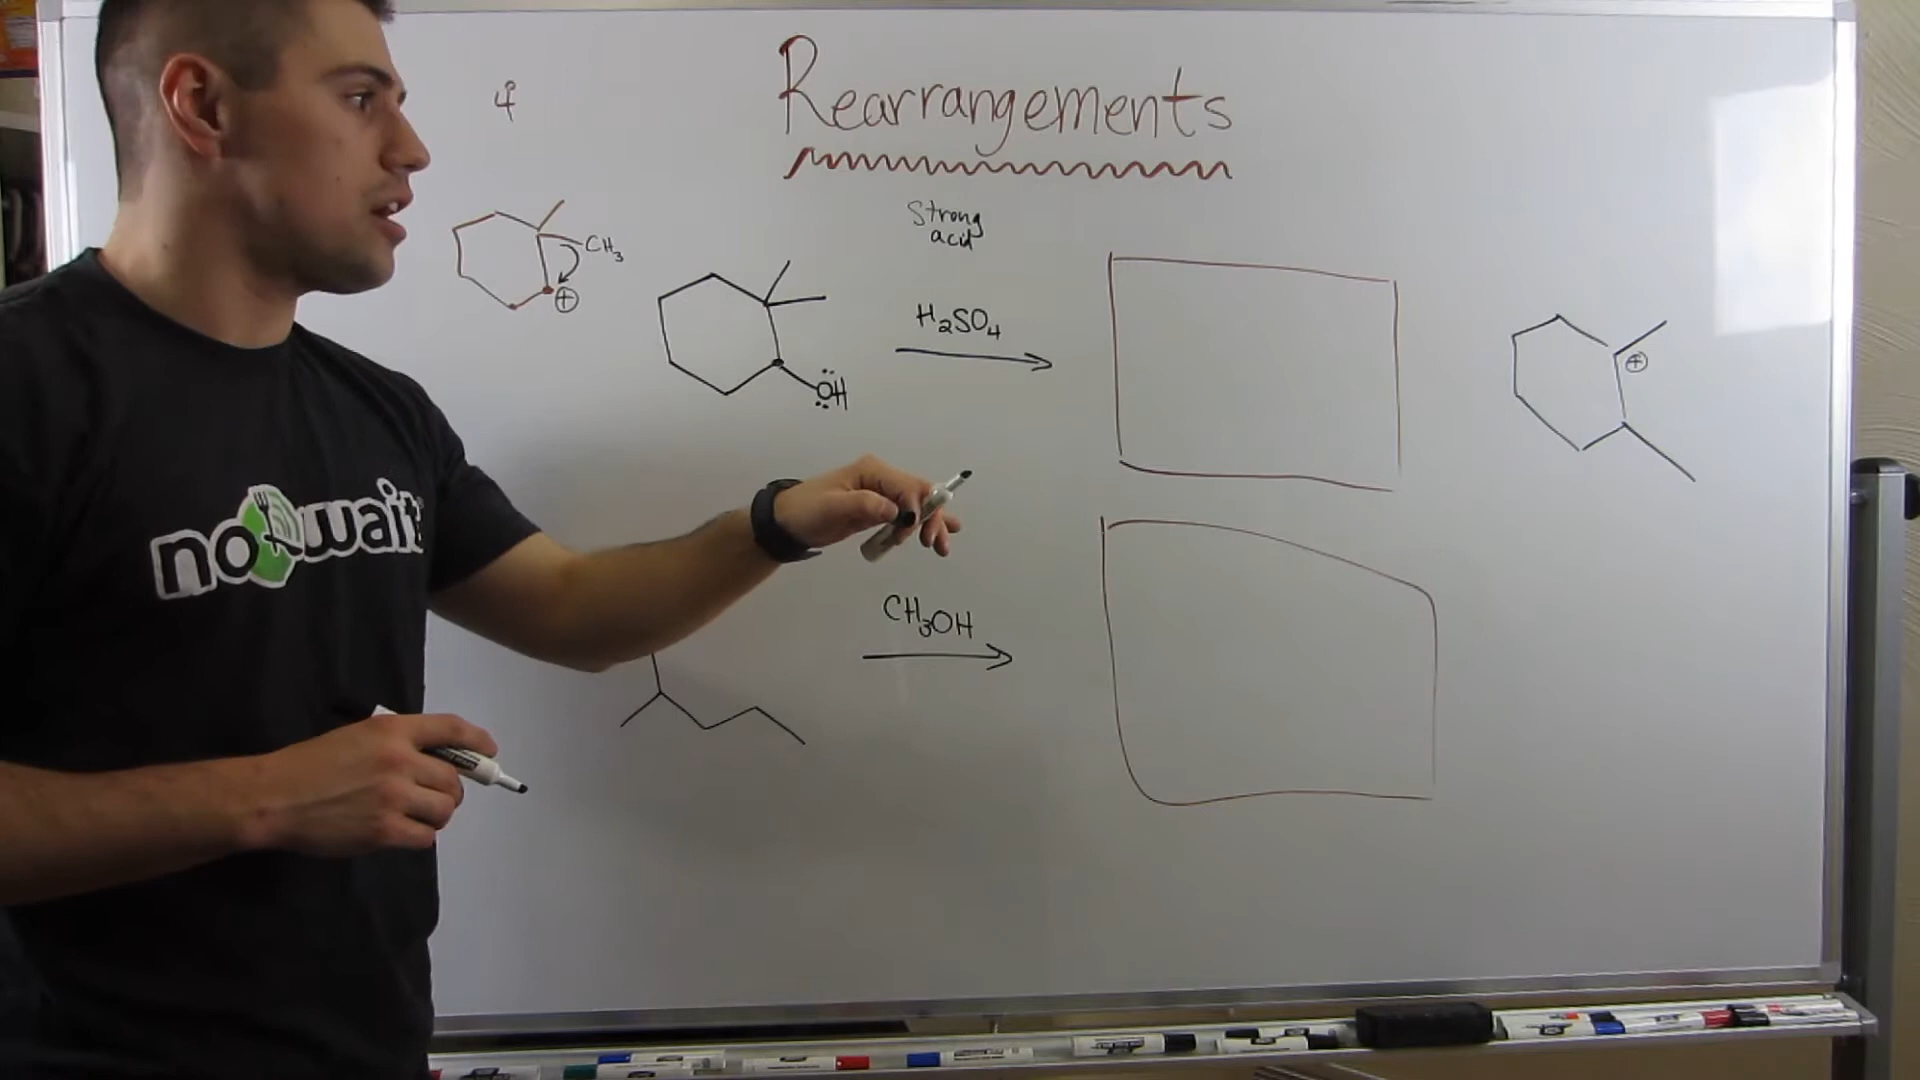 4°
Rearrangements
Strong
acid
CH₃
⊕
H₂SO₄
OH
⊕
nowait
CH₃OH